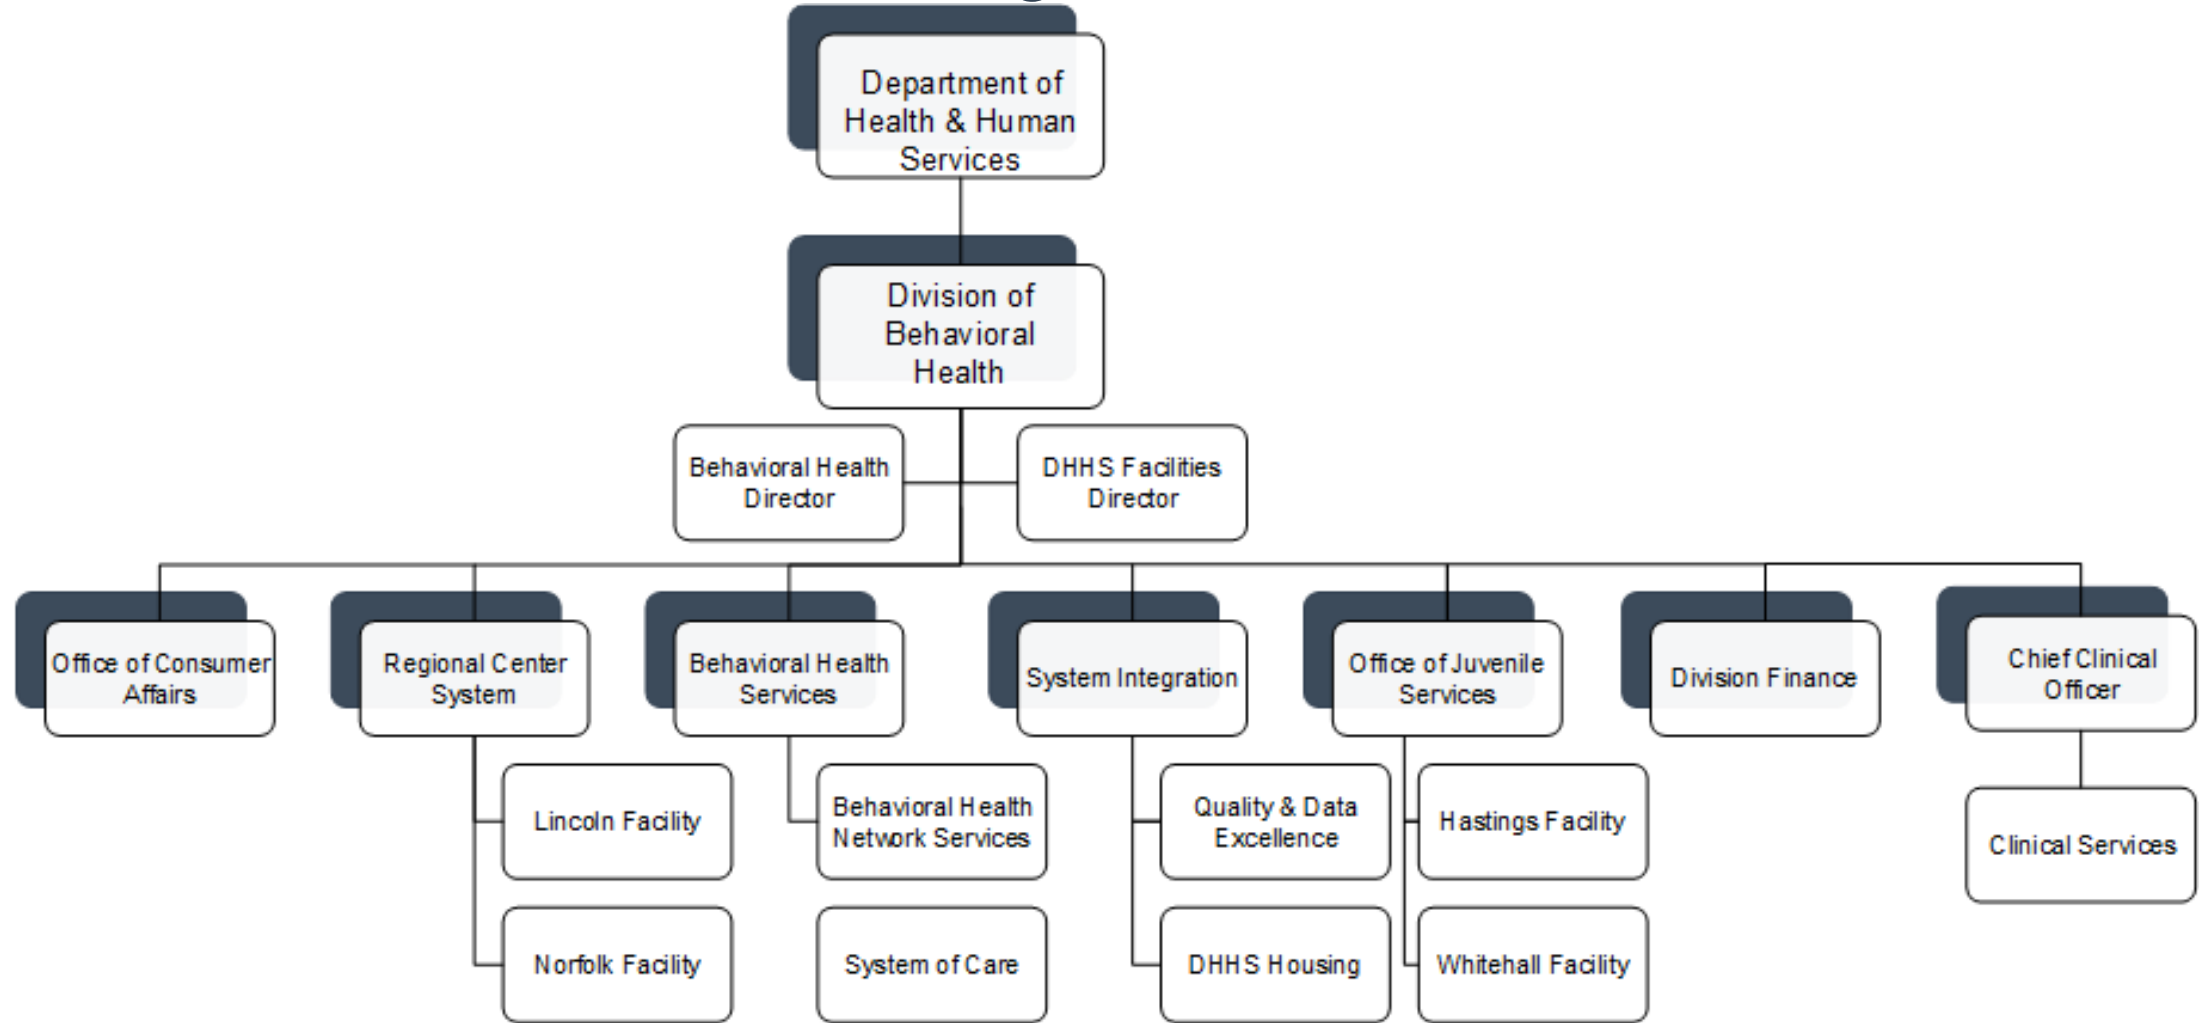 Department of
Health & Human
Services
Division of
Behavioral
Health
Behavioral Health
Director
DHHS Facilities
Director
Office of Consumer
Affairs
Regional Center
System
Behavioral Health
Services
System Integration
Office of Juvenile
Services
Division Finance
Chief Clinical
Officer
Lincoln Facility
Behavioral Health
Network Services
Quality & Data
Excellence
Hastings Facility
Clinical Services
Norfolk Facility
System of Care
DHHS Housing
Whitehall Facility